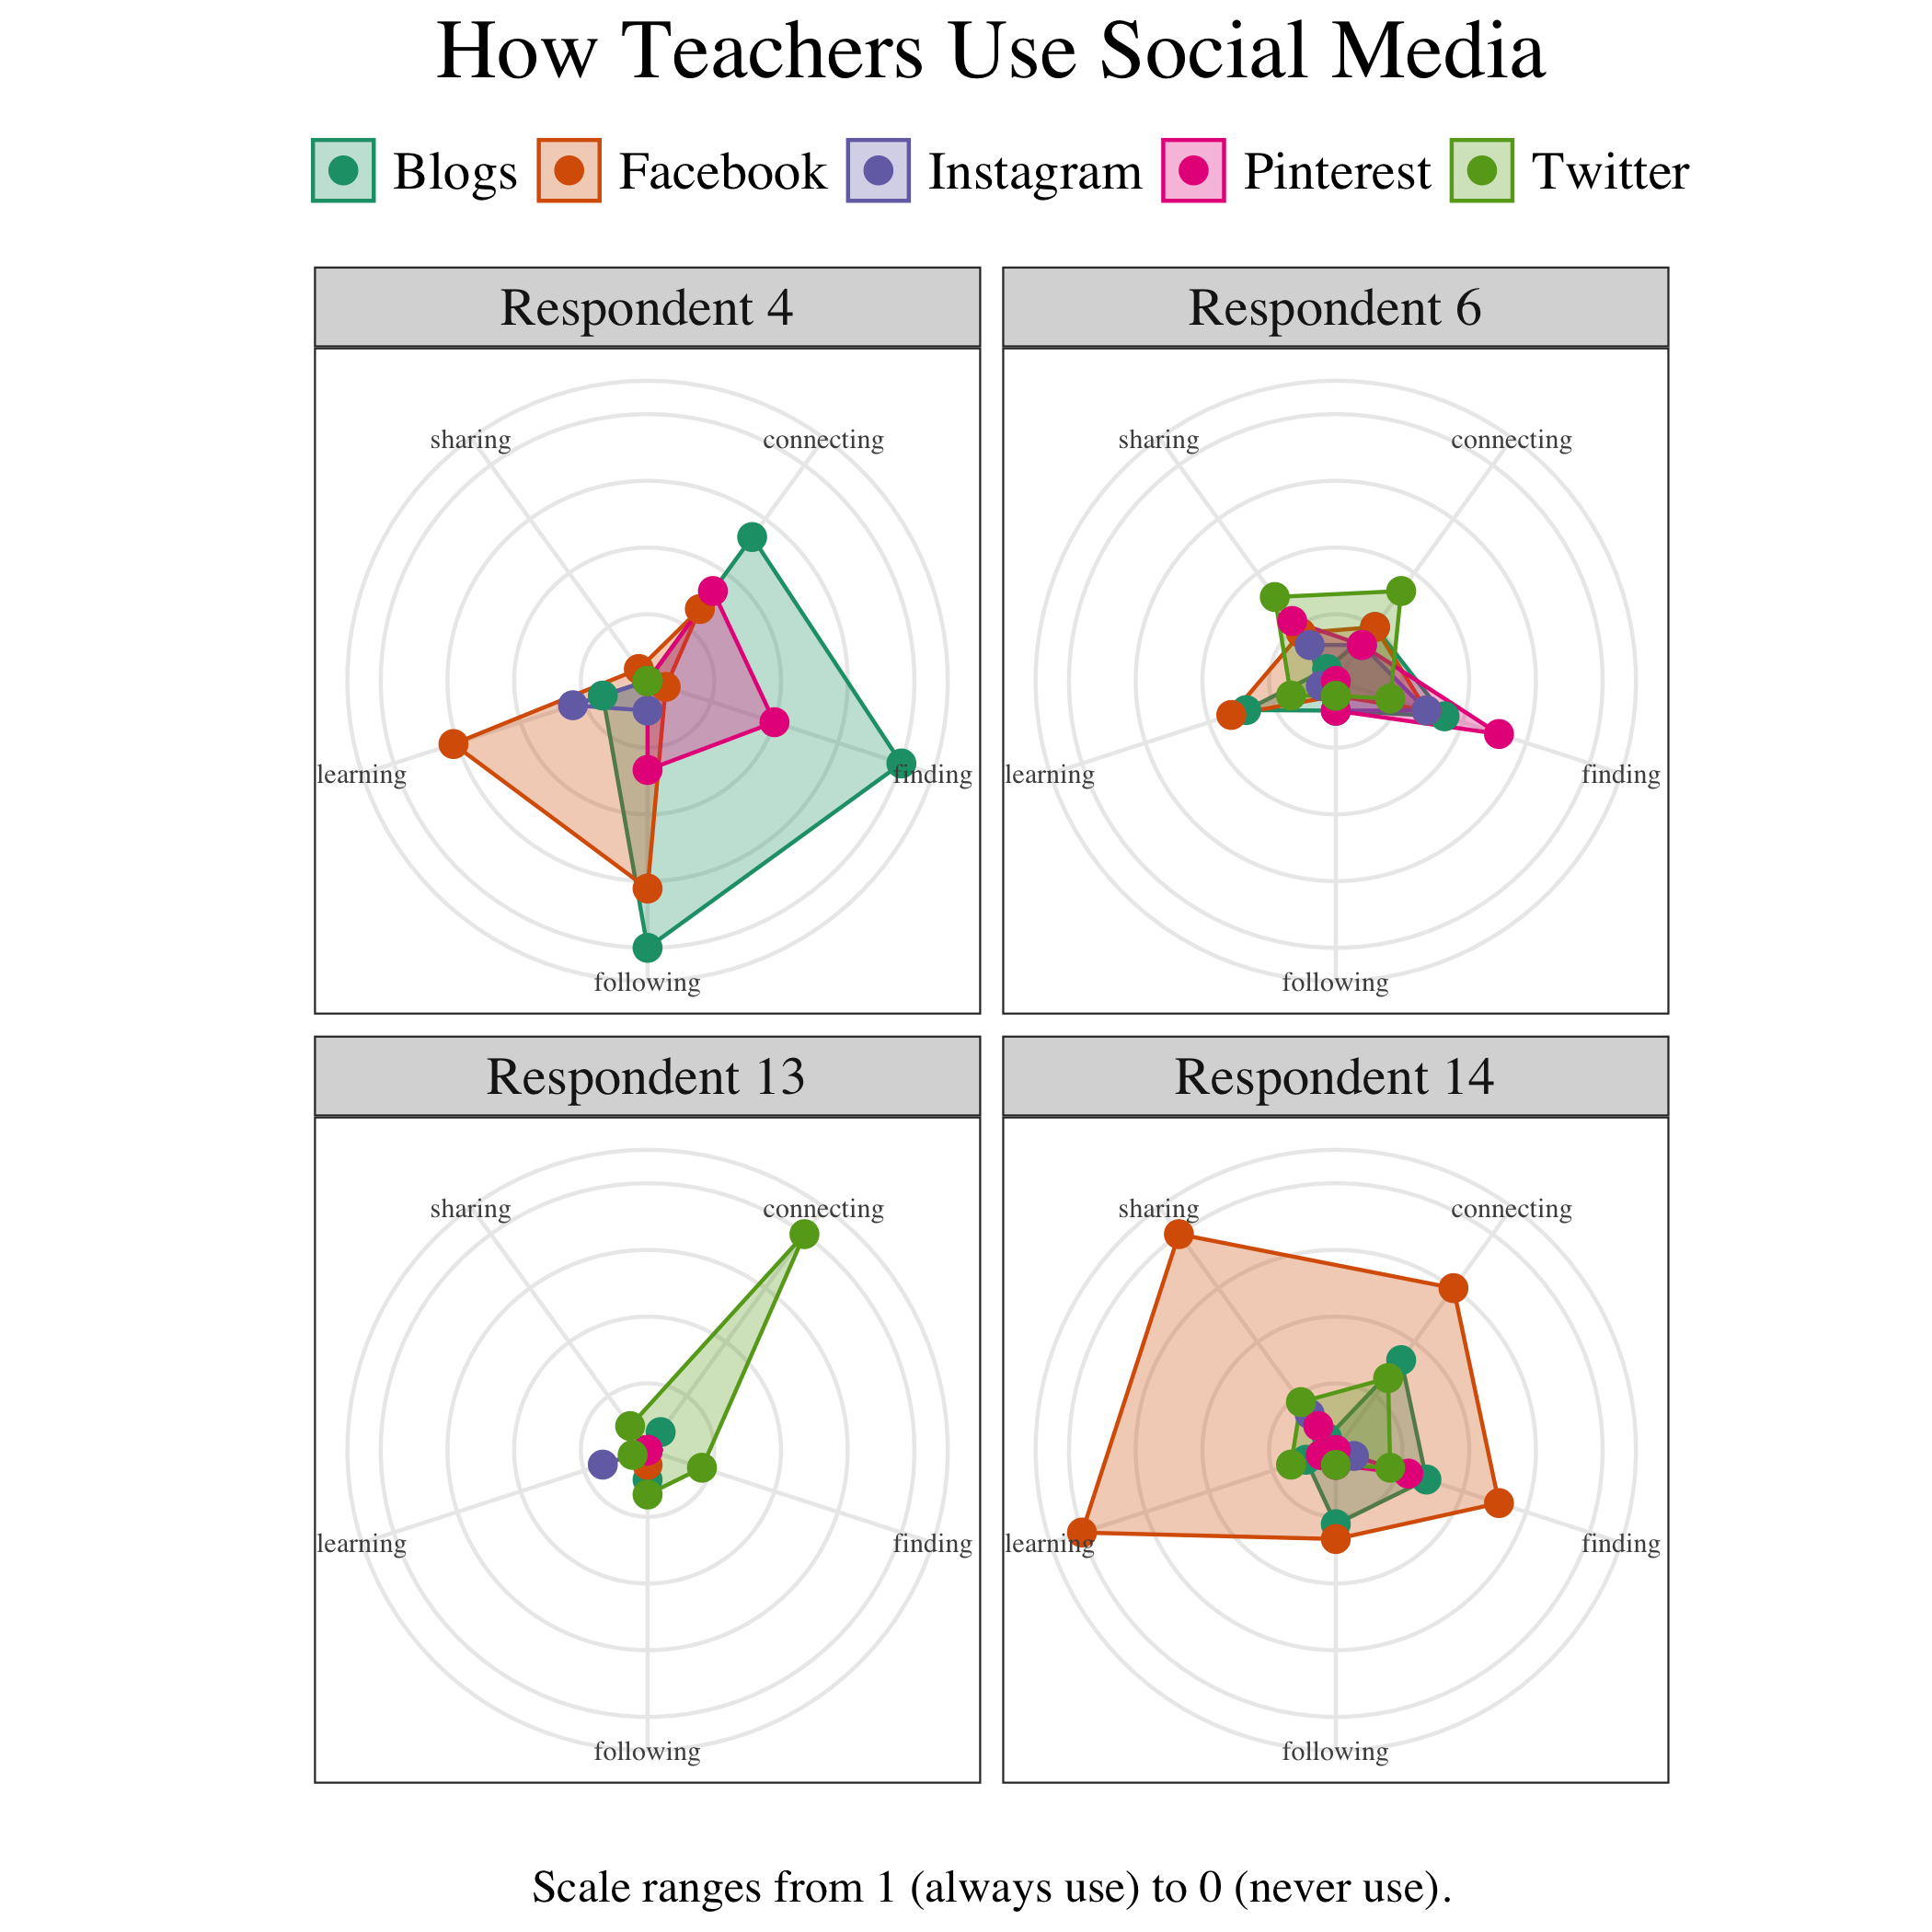 How Teachers Use Social Media
Blogs Facebook Instagram Pinterest Twitter
Respondent 4
sharing connecting
learning finding
following
Respondent 6
sharing connecting
learning finding
following
Respondent 13
sharing connecting
learning finding
following
Respondent 14
sharing connecting
learning finding
following
Scale ranges from 1 (always use) to 0 (never use).